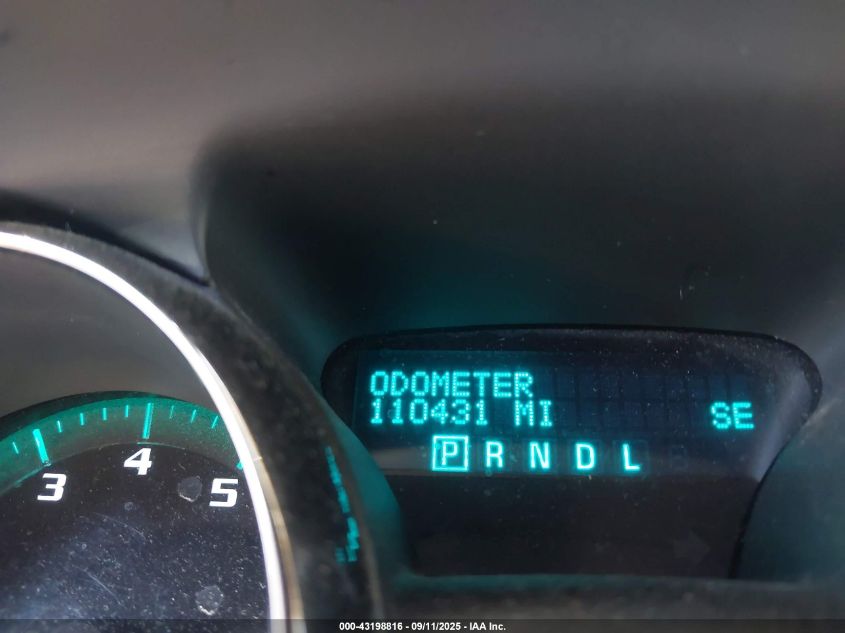 ODOMETER
110431 MI SE
P R N D L
3 4 5
000-43198816 - 09/11/2025 - IAA Inc.